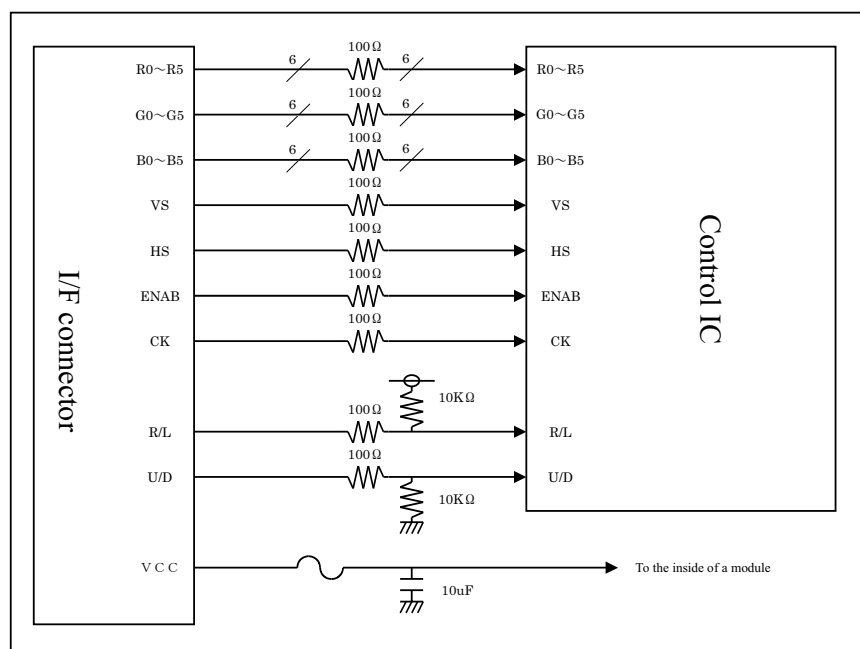 100Ω
R0～R5 6 6 R0～R5
100Ω
G0～G5 6 6 G0～G5
100Ω
B0～B5 6 6 B0～B5
100Ω
VS VS
100Ω
HS HS
100Ω
ENAB ENAB
100Ω
CK CK
I/F connector
Control IC
10KΩ
100Ω
R/L R/L
100Ω
U/D U/D
10KΩ
ＶＣＣ To the inside of a module
10uF